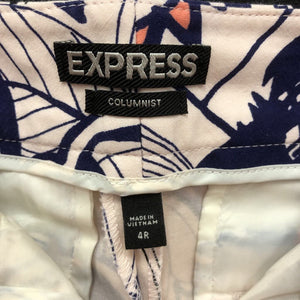 EXPRESS
COLUMNIST
MADE IN
VIETNAM
4R